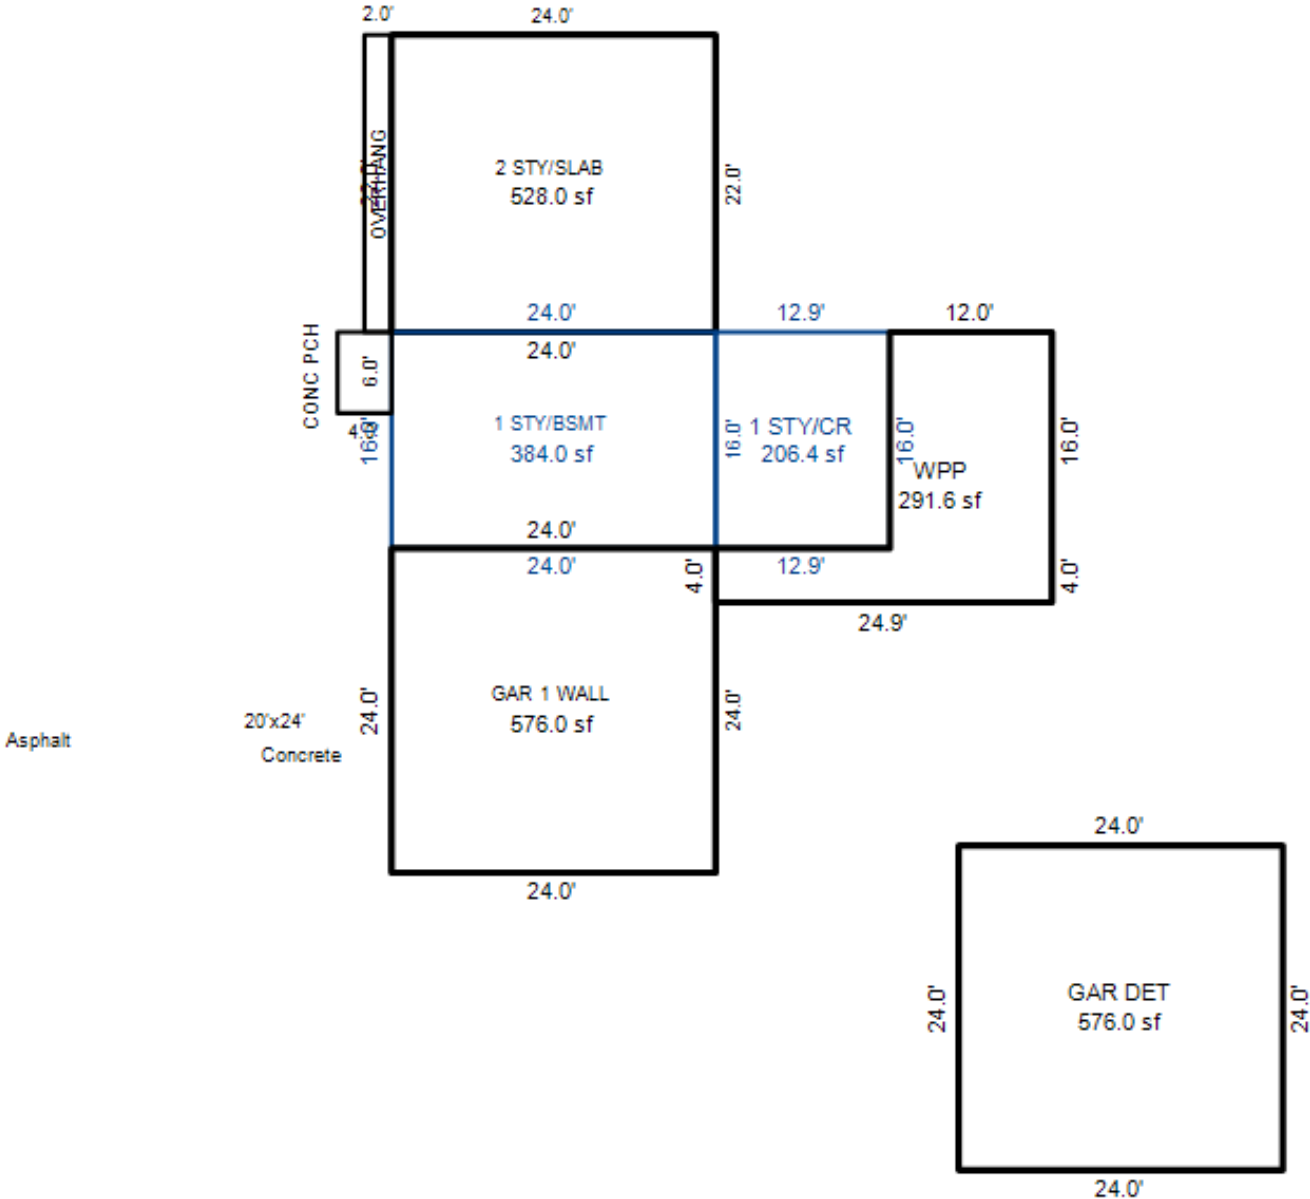 2.0'
24.0'
OVERHANG
2 STY/SLAB
528.0 sf
22.0'
24.0'
12.9'
12.0'
24.0'
CONC PCH
6.0'
16.0'
1 STY/BSMT
384.0 sf
16.0'
1 STY/CR
206.4 sf
16.0'
WPP
291.6 sf
16.0'
24.0'
24.0'
4.0'
12.9'
4.0'
24.9'
GAR 1 WALL
576.0 sf
24.0'
24.0'
20'x24'
Asphalt
Concrete
24.0'
24.0'
GAR DET
576.0 sf
24.0'
24.0'
24.0'